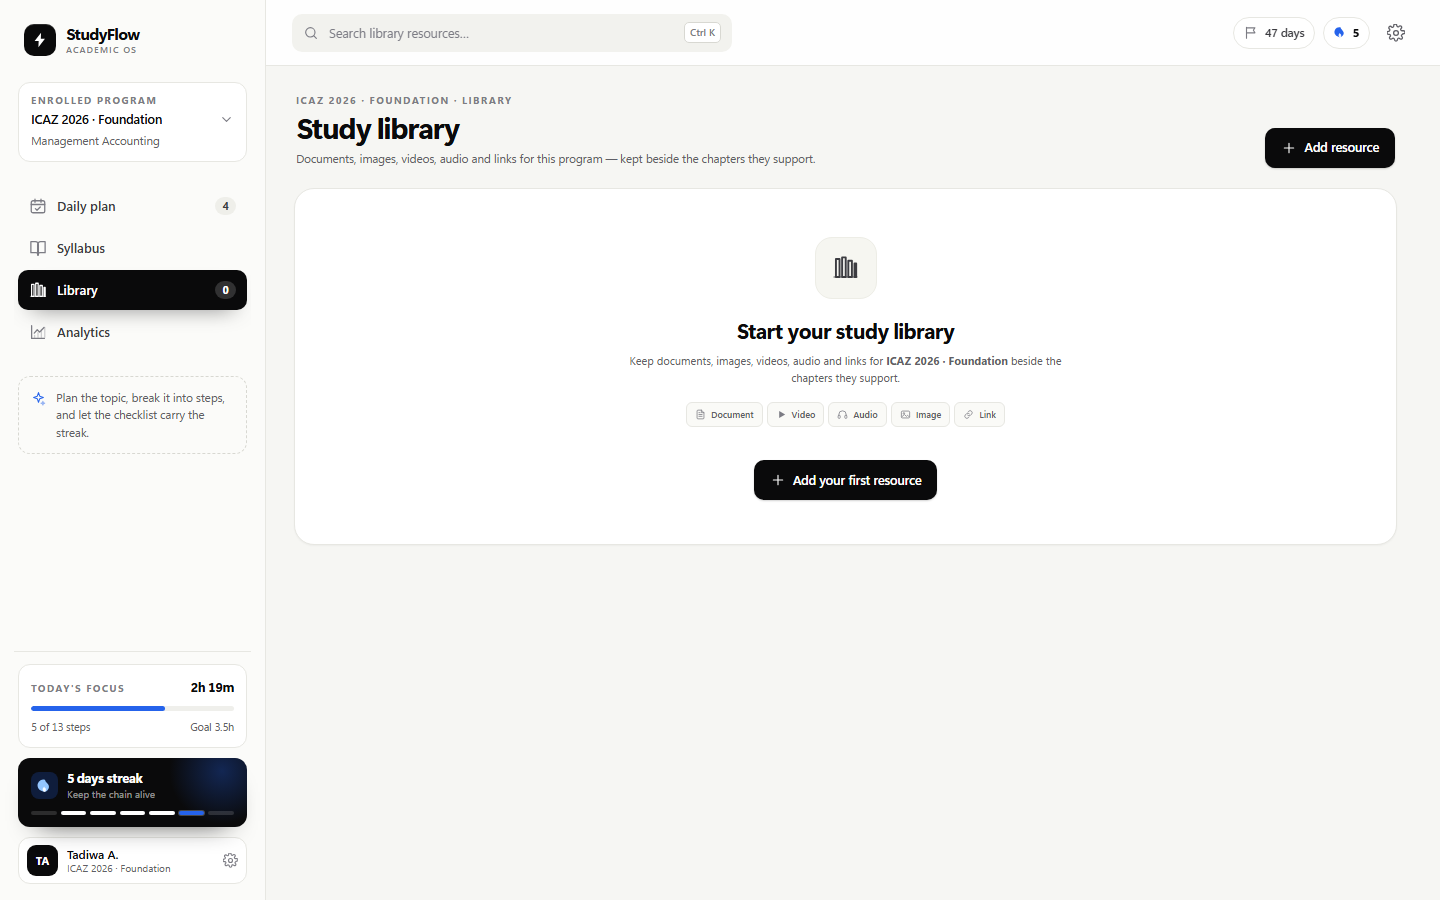 StudyFlow
ACADEMIC OS
ENROLLED PROGRAM
ICAZ 2026 · Foundation
Management Accounting
Daily plan 4
Syllabus
Library 0
Analytics
Plan the topic, break it into steps,
and let the checklist carry the
streak.
TODAY'S FOCUS 2h 19m
5 of 13 steps Goal 3.5h
5 days streak
Keep the chain alive
TA
Tadiwa A.
ICAZ 2026 · Foundation
Search library resources... Ctrl K
47 days
5
ICAZ 2026 · FOUNDATION · LIBRARY
Study library
Documents, images, videos, audio and links for this program — kept beside the chapters they support.
Add resource
Start your study library
Keep documents, images, videos, audio and links for ICAZ 2026 · Foundation beside the
chapters they support.
Document Video Audio Image Link
Add your first resource